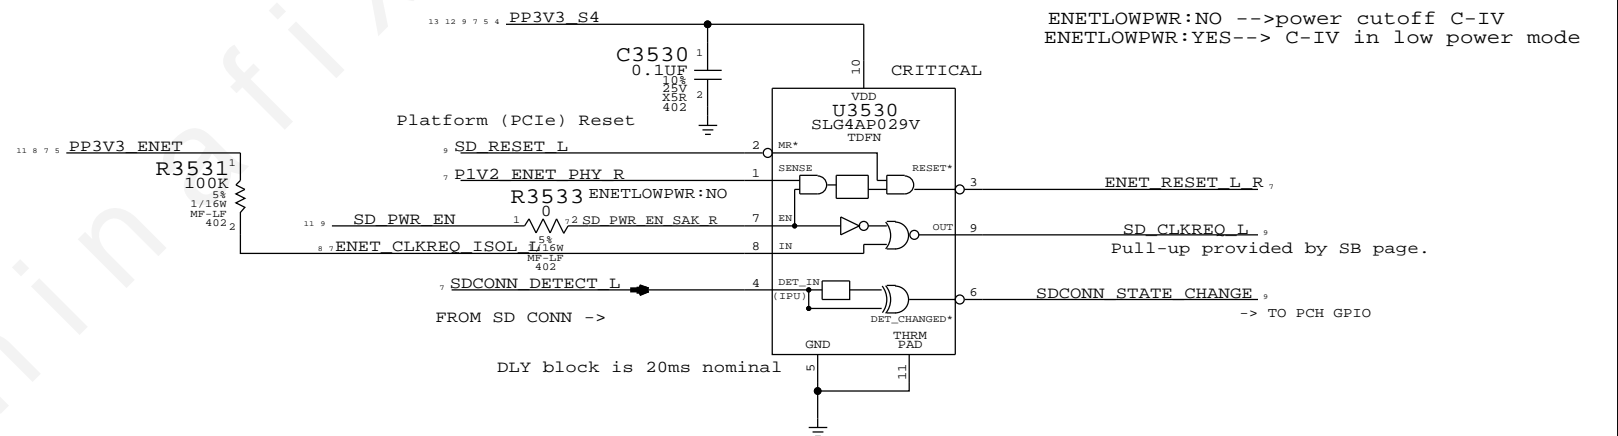 13 12 9 7 5 4 PP3V3_S4
ENETLOWPWR:NO -->power cutoff C-IV
ENETLOWPWR:YES--> C-IV in low power mode
C3530
0.1UF
10%
25V
X5R
402
1
2
10
CRITICAL
VDD
U3530
SLG4AP029V
TDFN
Platform (PCIe) Reset
9 SD_RESET_L
2
MR*
11 8 7 5 PP3V3_ENET
R3531
100K
5%
1/16W
MF-LF
402
1
2
7 P1V2_ENET_PHY_R
1
SENSE
RESET*
3
ENET_RESET_L_R 7
R3533
0
ENETLOWPWR:NO
11 9 SD_PWR_EN
1
2
7
SD_PWR_EN_SAK_R
7
EN
5%
1/16W
MF-LF
402
OUT
9
SD_CLKREQ_L 9
Pull-up provided by SB page.
8 7 ENET_CLKREQ_ISOL_L
8
IN
7 SDCONN_DETECT_L
4
DET_IN
(IPU)
DET_CHANGED*
6
SDCONN_STATE_CHANGE 9
-> TO PCH GPIO
FROM SD CONN ->
GND
THRM
PAD
5
11
DLY block is 20ms nominal
inafix